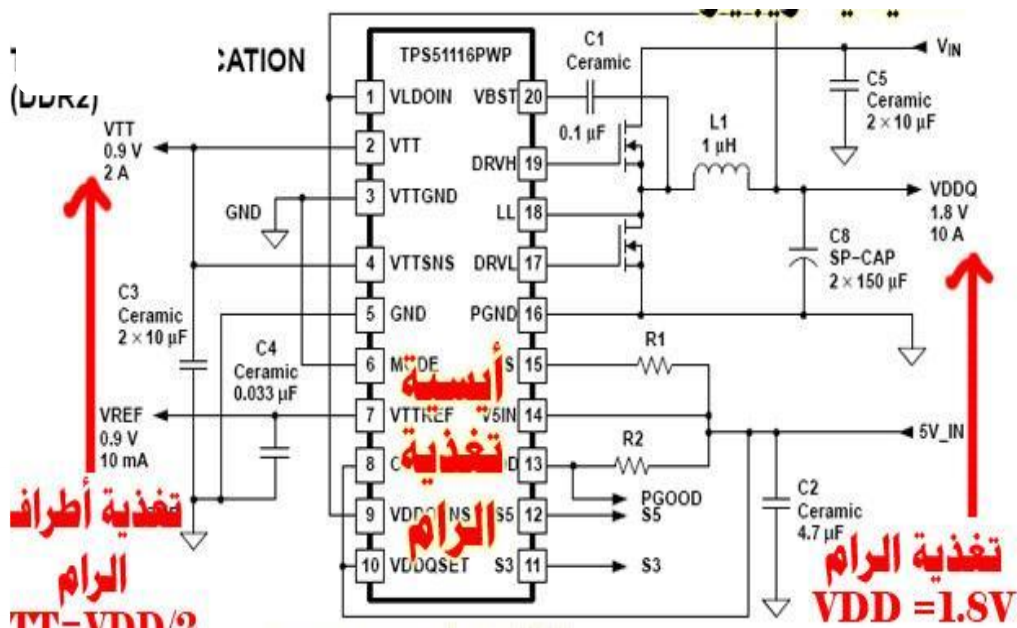 CATION
(DDR2)
TPS51116PWP
1 VLDOIN
2 VTT
3 VTTGND
4 VTTSNS
5 GND
6
7 VTTREF
8
9
10 VDDQSET
VBST 20
DRVH 19
LL 18
DRVL 17
PGND 16
15
V5IN 14
13
S5 12
S3 11
VTT
0.9 V
2 A
GND
C3
Ceramic
2 × 10 µF
C4
Ceramic
0.033 µF
VREF
0.9 V
10 mA
C1
Ceramic
0.1 µF
L1
1 µH
VIN
C5
Ceramic
2 × 10 µF
VDDQ
1.8 V
10 A
C8
SP-CAP
2 × 150 µF
R1
R2
5V_IN
PGOOD
S5
S3
C2
Ceramic
4.7 µF
أيسية
تغذية
الرام
تغذية أطراف
الرام
TT=VDD/2
تغذية الرام
VDD =1.8V